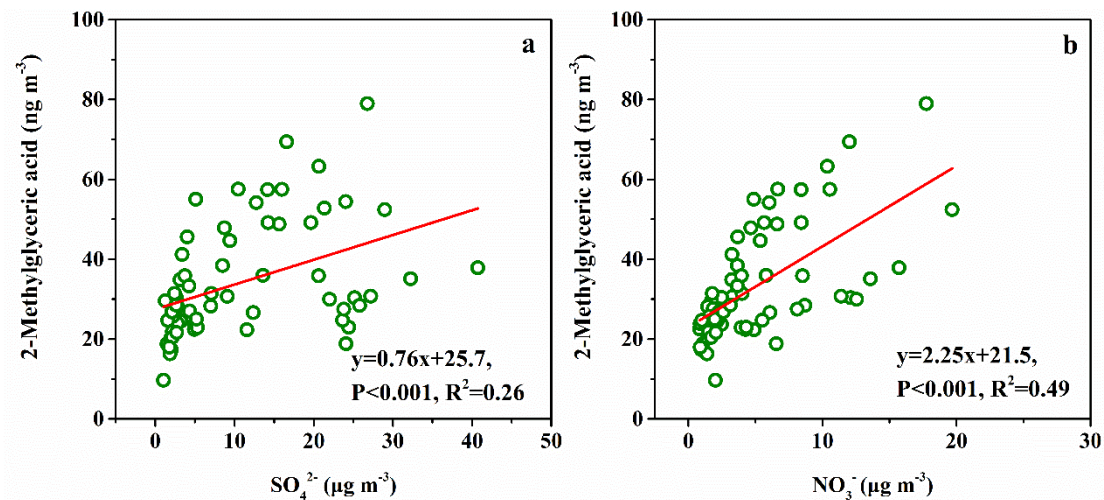 a
2-Methylglyceric acid (ng m⁻³)
100
80
60
40
20
0
y=0.76x+25.7,
P<0.001, R²=0.26
0 10 20 30 40 50
SO₄²⁻ (μg m⁻³)
b
2-Methylglyceric acid (ng m⁻³)
100
80
60
40
20
0
y=2.25x+21.5,
P<0.001, R²=0.49
0 10 20 30
NO₃⁻ (μg m⁻³)